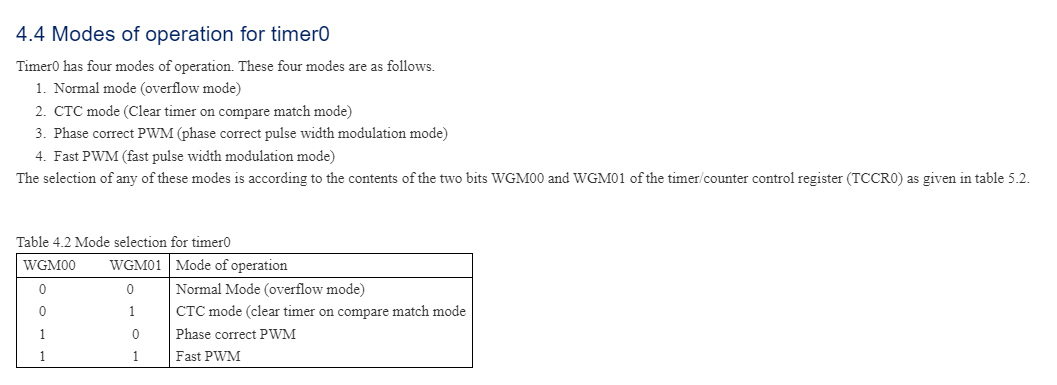 4.4 Modes of operation for timer0
Timer0 has four modes of operation. These four modes are as follows.
1. Normal mode (overflow mode)
2. CTC mode (Clear timer on compare match mode)
3. Phase correct PWM (phase correct pulse width modulation mode)
4. Fast PWM (fast pulse width modulation mode)
The selection of any of these modes is according to the contents of the two bits WGM00 and WGM01 of the timer/counter control register (TCCR0) as given in table 5.2.
Table 4.2 Mode selection for timer0
WGM00 WGM01 Mode of operation
0 0 Normal Mode (overflow mode)
0 1 CTC mode (clear timer on compare match mode
1 0 Phase correct PWM
1 1 Fast PWM